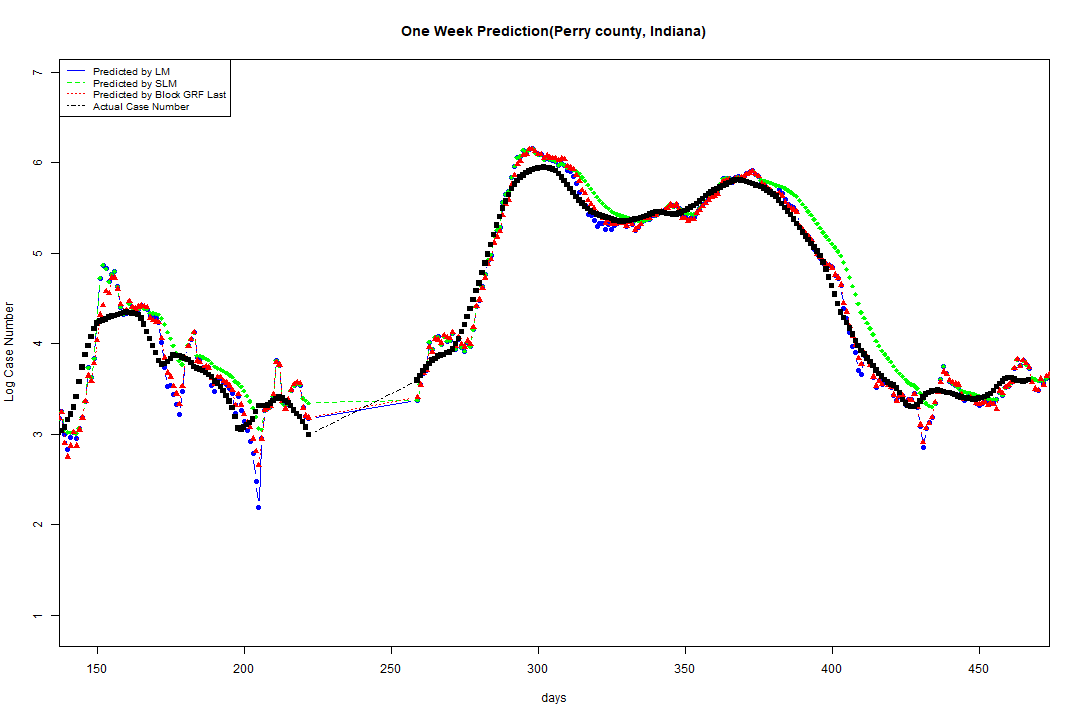 One Week Prediction(Perry county, Indiana)
Predicted by LM
Predicted by SLM
Predicted by Block GRF Last
Actual Case Number
7
6
5
4
3
2
1
Log Case Number
150 200 250 300 350 400 450
days